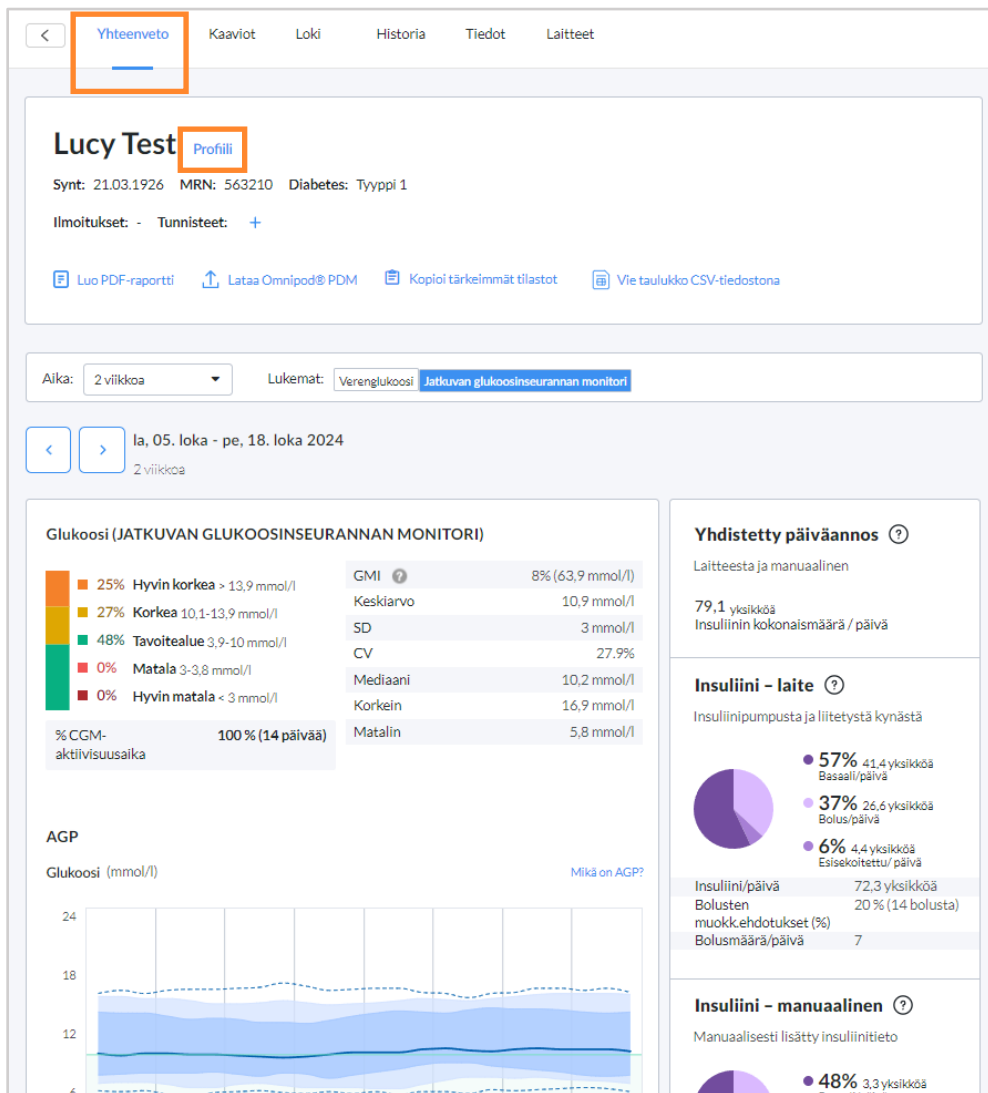 Yhteenveto Kaaviot Loki Historia Tiedot Laitteet
Lucy Test Profiili
Synt: 21.03.1926 MRN: 563210 Diabetes: Tyyppi 1
Ilmoitukset: - Tunnisteet: +
Luo PDF-raportti Lataa Omnipod® PDM Kopioi tärkeimmät tilastot Vie taulukko CSV-tiedostona
Aika: 2 viikkoa Lukemat: Verenglukoosi Jatkuvan glukoosinseurannan monitori
la, 05. loka - pe, 18. loka 2024
2 viikkoa
Glukoosi (JATKUVAN GLUKOOSINSEURANNAN MONITORI)
25% Hyvin korkea > 13,9 mmol/l
27% Korkea 10,1-13,9 mmol/l
48% Tavoitealue 3,9-10 mmol/l
0% Matala 3-3,8 mmol/l
0% Hyvin matala < 3 mmol/l
% CGM-aktiivisuusaika 100 % (14 päivää)
GMI ? 8% (63,9 mmol/l)
Keskiarvo 10,9 mmol/l
SD 3 mmol/l
CV 27.9%
Mediaani 10,2 mmol/l
Korkein 16,9 mmol/l
Matalin 5,8 mmol/l
AGP
Glukoosi (mmol/l) Mikä on AGP?
24
18
12
6
Yhdistetty päiväannos ?
Laitteesta ja manuaalinen
79,1 yksikköä
Insuliinin kokonaismäärä / päivä
Insuliini – laite ?
Insuliinipumpusta ja liitetystä kynästä
57% 41,4 yksikköä
Basaali/päivä
37% 26,6 yksikköä
Bolus/päivä
6% 4,4 yksikköä
Esisekoitettu/ päivä
Insuliini/päivä 72,3 yksikköä
Bolusten 20 % (14 bolusta)
muokk.ehdotukset (%)
Bolusmäärä/päivä 7
Insuliini – manuaalinen ?
Manuaalisesti lisätty insuliinitieto
48% 3,3 yksikköä